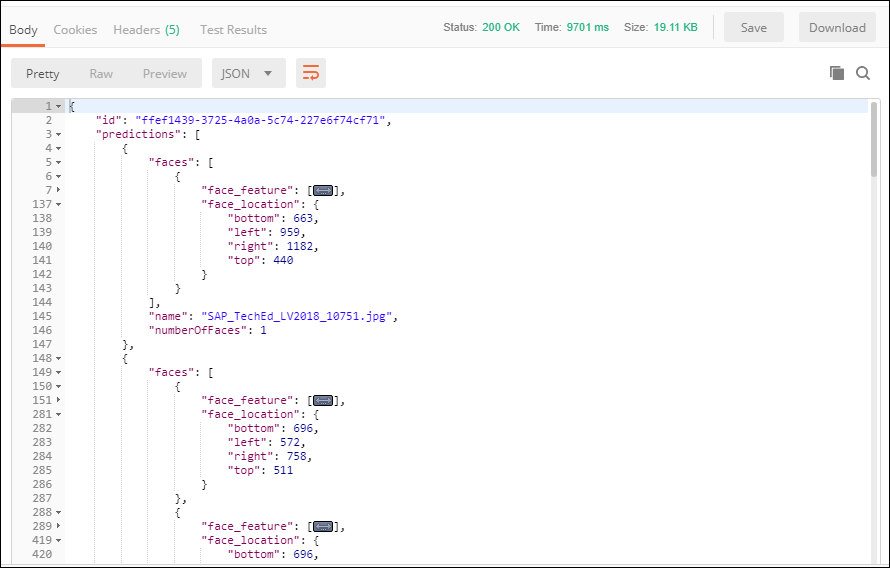 Body Cookies Headers (5) Test Results Status: 200 OK Time: 9701 ms Size: 19.11 KB Save Download
Pretty Raw Preview JSON
1 {
2 "id": "ffef1439-3725-4a0a-5c74-227e6f74cf71",
3 "predictions": [
4 {
5 "faces": [
6 {
7 "face_feature": [],
137 "face_location": {
138 "bottom": 663,
139 "left": 959,
140 "right": 1182,
141 "top": 440
142 }
143 }
144 ],
145 "name": "SAP_TechEd_LV2018_10751.jpg",
146 "numberOfFaces": 1
147 },
148 {
149 "faces": [
150 {
151 "face_feature": [],
281 "face_location": {
282 "bottom": 696,
283 "left": 572,
284 "right": 758,
285 "top": 511
286 }
287 },
288 {
289 "face_feature": [],
419 "face_location": {
420 "bottom": 696,